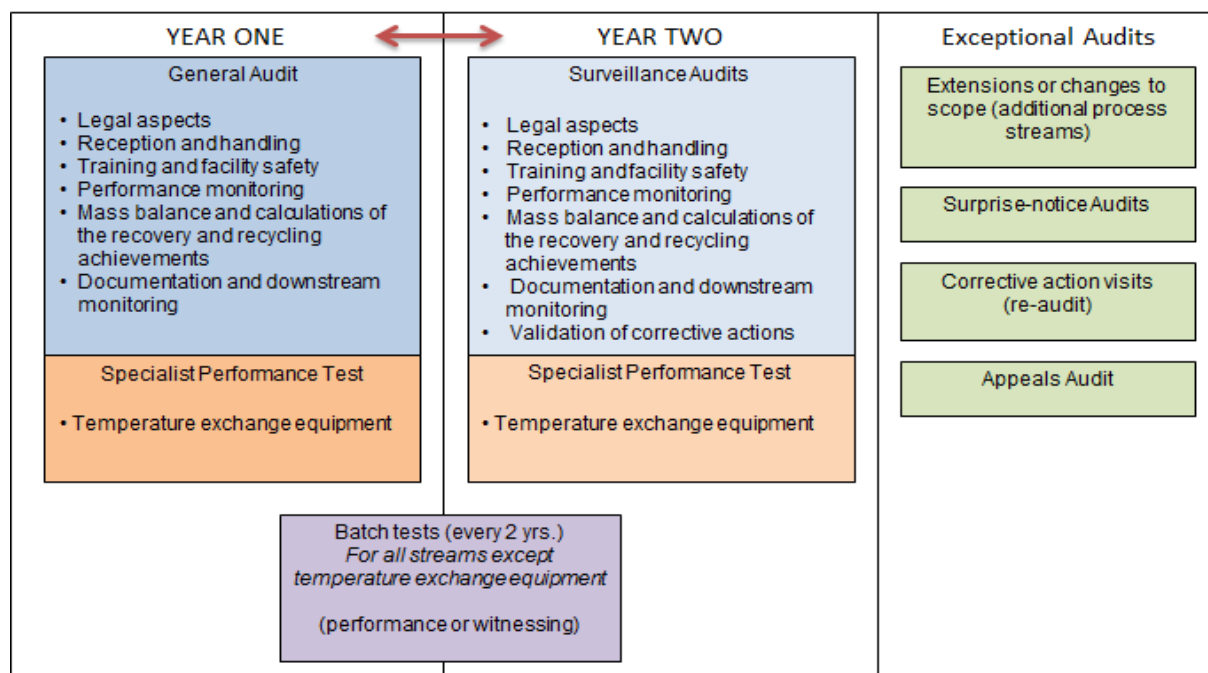 YEAR ONE
General Audit
• Legal aspects
• Reception and handling
• Training and facility safety
• Performance monitoring
• Mass balance and calculations of
the recovery and recycling
achievements
• Documentation and downstream
monitoring
Specialist Performance Test
• Temperature exchange equipment
YEAR TWO
Surveillance Audits
• Legal aspects
• Reception and handling
• Training and facility safety
• Performance monitoring
• Mass balance and calculations of
the recovery and recycling
achievements
• Documentation and downstream
monitoring
• Validation of corrective actions
Specialist Performance Test
• Temperature exchange equipment
Batch tests (every 2 yrs.)
For all streams except
temperature exchange equipment
(performance or witnessing)
Exceptional Audits
Extensions or changes to
scope (additional process
streams)
Surprise-notice Audits
Corrective action visits
(re-audit)
Appeals Audit